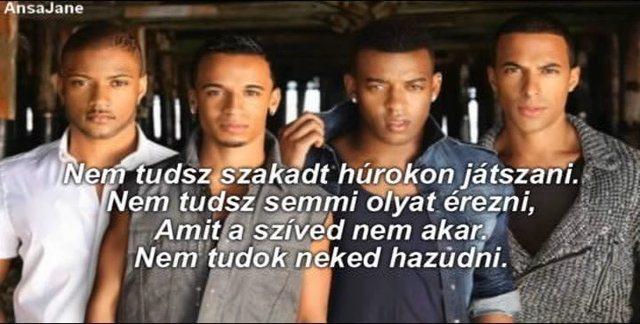 AnsaJane
Nem tudsz szakadt húrokon játszani.
Nem tudsz semmi olyat érezni,
Amit a szíved nem akar.
Nem tudok neked hazudni.